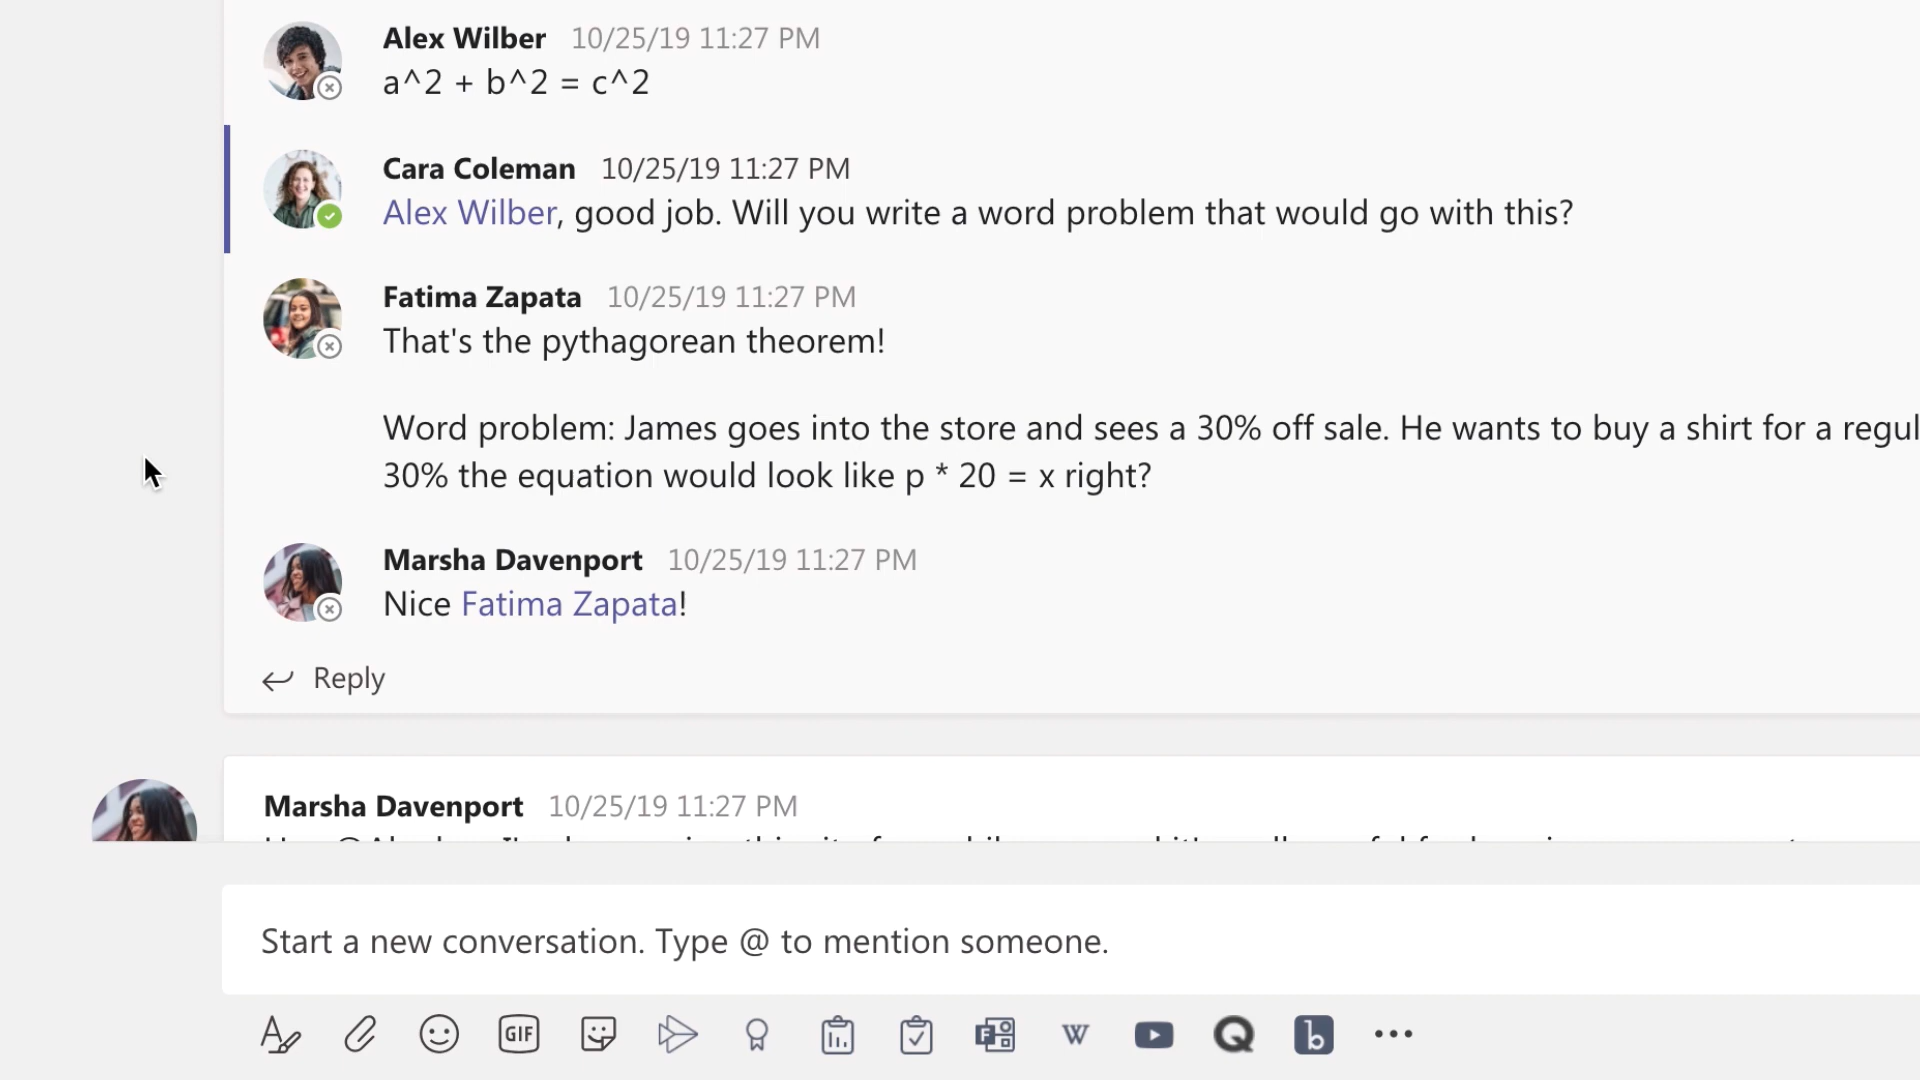 Alex Wilber 10/25/19 11:27 PM
a^2 + b^2 = c^2
Cara Coleman 10/25/19 11:27 PM
Alex Wilber, good job. Will you write a word problem that would go with this?
Fatima Zapata 10/25/19 11:27 PM
That's the pythagorean theorem!
Word problem: James goes into the store and sees a 30% off sale. He wants to buy a shirt for a regul
30% the equation would look like p * 20 = x right?
Marsha Davenport 10/25/19 11:27 PM
Nice Fatima Zapata!
Reply
Marsha Davenport 10/25/19 11:27 PM
Start a new conversation. Type @ to mention someone.
GIF
F
W
Q
b